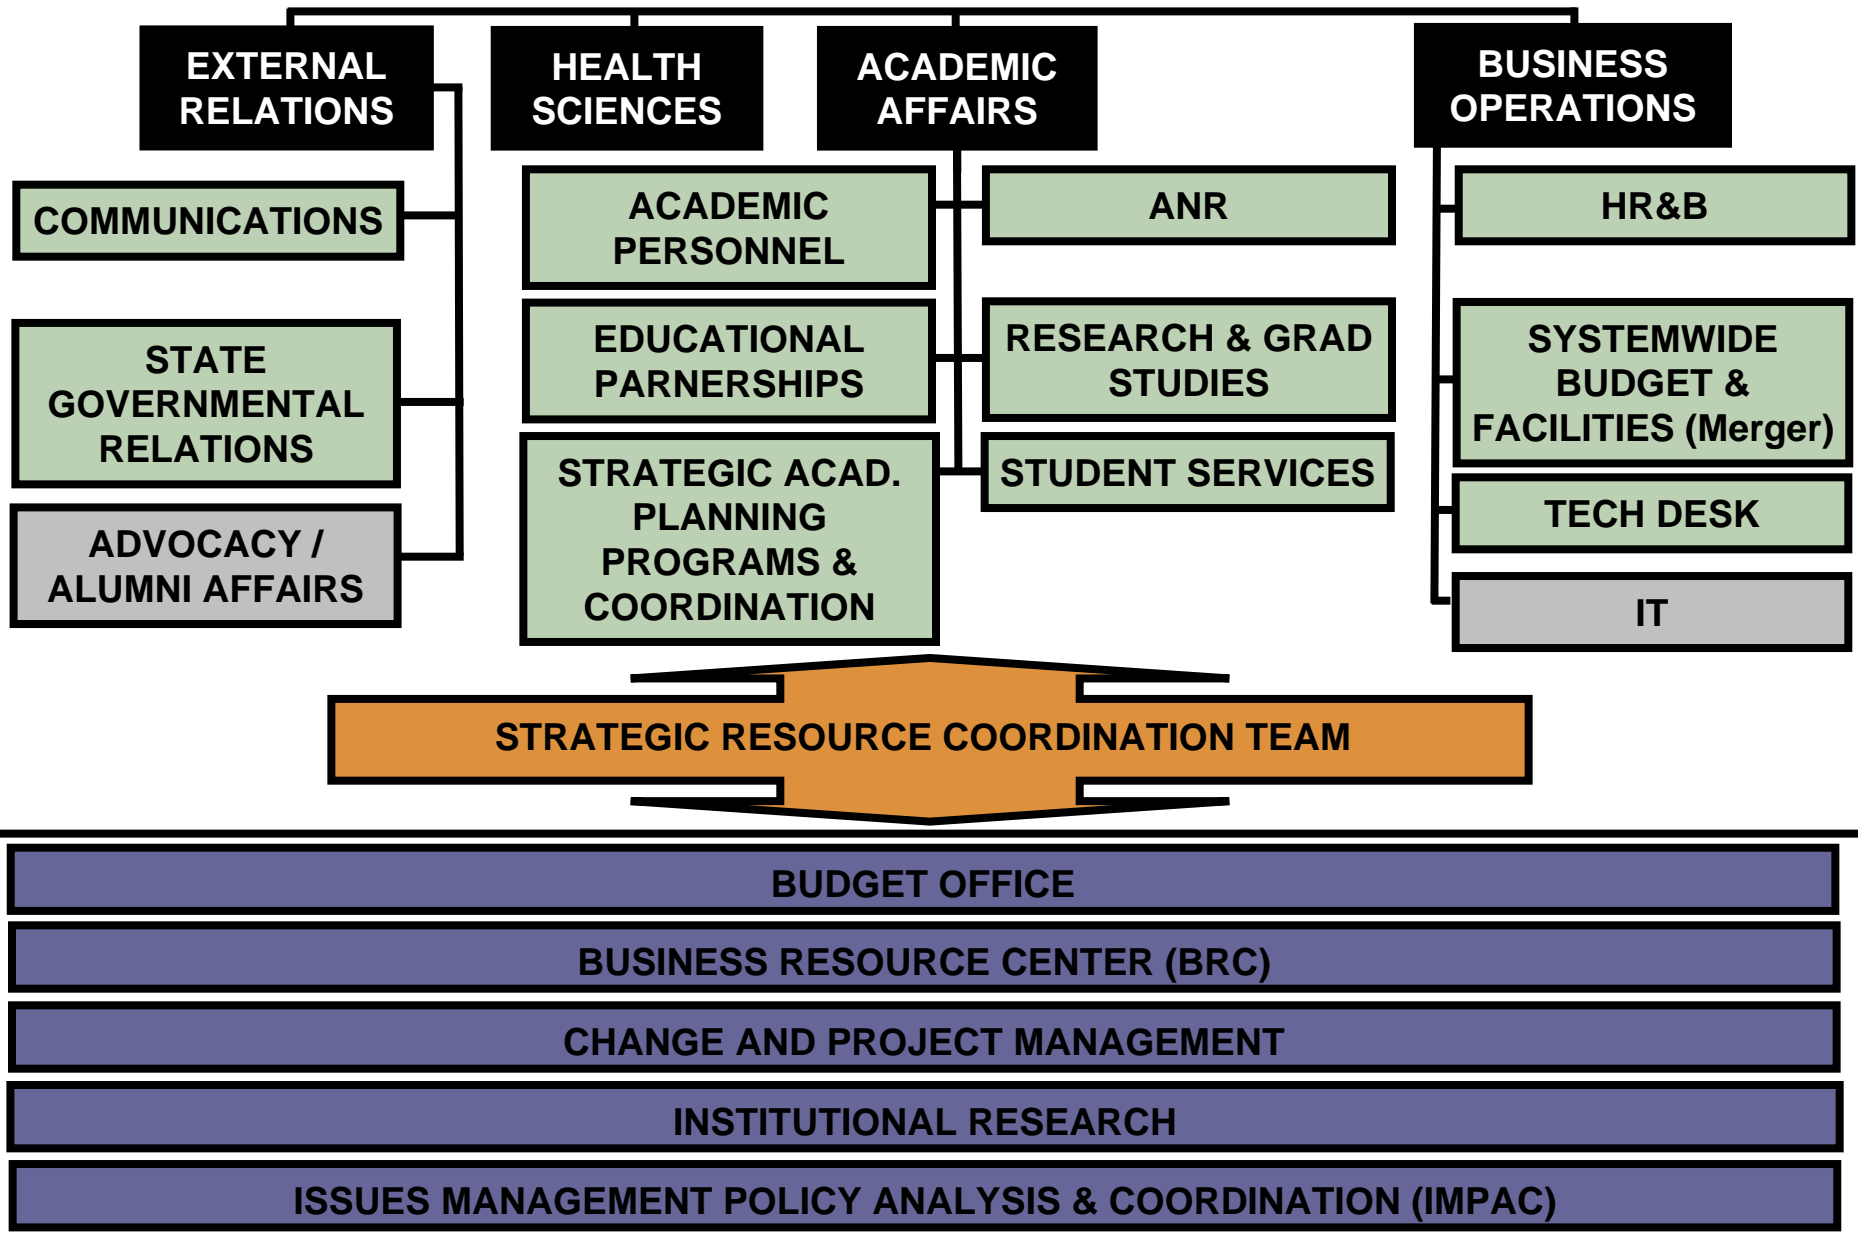 EXTERNAL
RELATIONS
HEALTH
SCIENCES
ACADEMIC
AFFAIRS
BUSINESS
OPERATIONS
COMMUNICATIONS
STATE
GOVERNMENTAL
RELATIONS
ADVOCACY /
ALUMNI AFFAIRS
ACADEMIC
PERSONNEL
EDUCATIONAL
PARNERSHIPS
STRATEGIC ACAD.
PLANNING
PROGRAMS &
COORDINATION
ANR
RESEARCH & GRAD
STUDIES
STUDENT SERVICES
HR&B
SYSTEMWIDE
BUDGET &
FACILITIES (Merger)
TECH DESK
IT
STRATEGIC RESOURCE COORDINATION TEAM
BUDGET OFFICE
BUSINESS RESOURCE CENTER (BRC)
CHANGE AND PROJECT MANAGEMENT
INSTITUTIONAL RESEARCH
ISSUES MANAGEMENT POLICY ANALYSIS & COORDINATION (IMPAC)